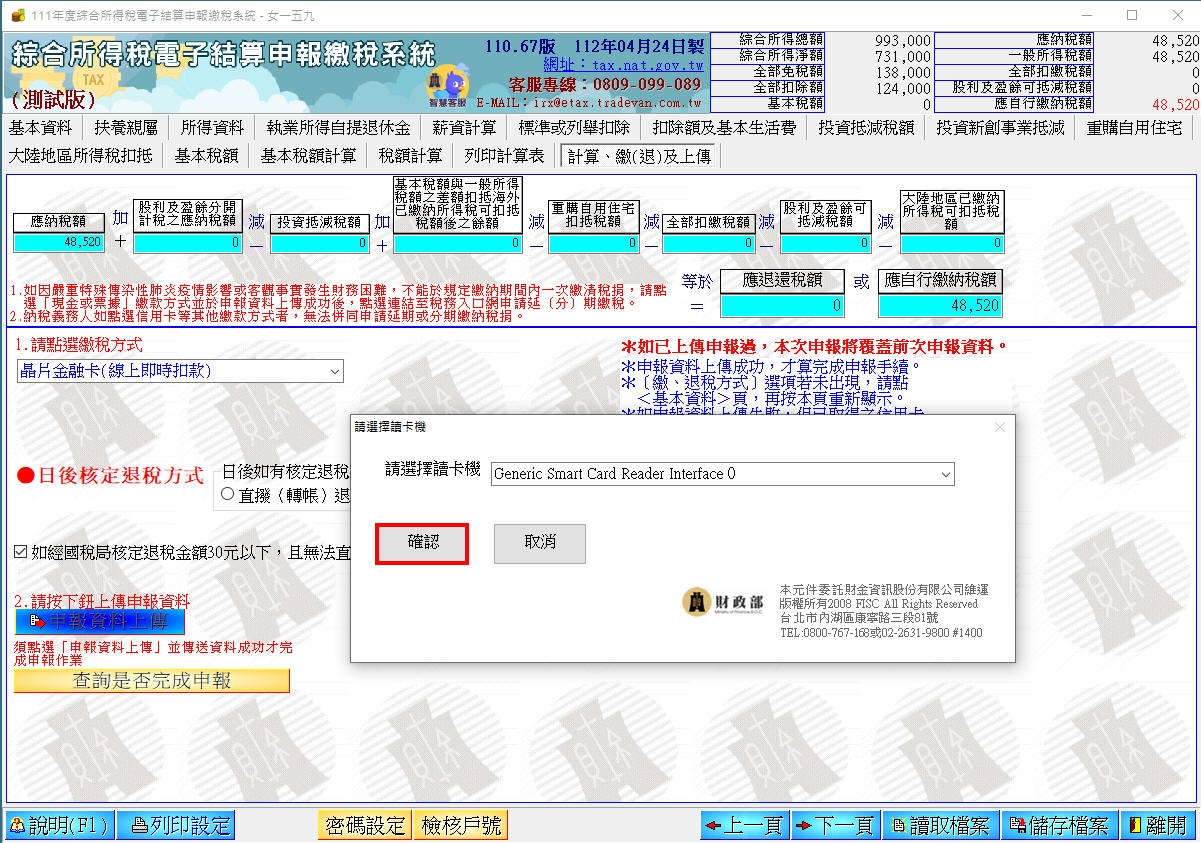 111年度綜合所得稅電子結算申報繳稅系統 - 女一五九
綜合所得稅電子結算申報繳稅系統
TAX
(測試版)
110.67版 112年04月24日製
網址：tax.nat.gov.tw
客服專線：0809-099-089
E-MAIL：irx@etax.tradevan.com.tw
智慧客服
綜合所得總額 993,000 應納稅額 48,520
綜合所得淨額 731,000 一般所得稅額 48,520
全部免稅額 138,000 全部扣繳稅額 0
全部扣除額 124,000 股利及盈餘可抵減稅額 0
基本稅額 0 應自行繳納稅額 48,520
基本資料 扶養親屬 所得資料 執業所得自提退休金 薪資計算 標準或列舉扣除 扣除額及基本生活費 投資抵減稅額 投資新創事業抵減 重購自用住宅
大陸地區所得稅扣抵 基本稅額 基本稅額計算 稅額計算 列印計算表 計算、繳(退)及上傳
應納稅額
48,520
加
＋
股利及盈餘分開
計稅之應納稅額
0
減
－
投資抵減稅額
0
加
＋
基本稅額與一般所得
稅額之差額扣抵海外
已繳納所得稅可扣抵
稅額後之餘額
0
減
－
重購自用住宅
扣抵稅額
0
減
－
全部扣繳稅額
0
減
－
股利及盈餘可
抵減稅額
0
減
－
大陸地區已繳納
所得稅可扣抵稅
額
0
1.如因嚴重特殊傳染性肺炎疫情影響或客觀事實發生財務困難，不能於規定繳納期間內一次繳清稅捐，請點
選「現金或票據」繳款方式並於申報資料上傳成功後，點選連結至稅務入口網申請延（分）期繳稅。
2.納稅義務人如點選信用卡等其他繳款方式者，無法併同申請延期或分期繳納稅捐。
等於
＝
應退還稅額
0
或
應自行繳納稅額
48,520
1.請點選繳稅方式
晶片金融卡(線上即時扣款)
＊如已上傳申報過，本次申報將覆蓋前次申報資料。
＊申報資料上傳成功，才算完成申報手續。
＊〔繳、退稅方式〕選項若未出現，請點
＜基本資料＞頁，再按本頁重新顯示。
＊如申報資料上傳失敗，但已取得之信用卡
●日後核定退稅方式
日後如有核定退稅
直撥（轉帳）退
如經國稅局核定退稅金額30元以下，且無法直
2.請按下鈕上傳申報資料
申報資料上傳
須點選「申報資料上傳」並傳送資料成功才完
成申報作業
查詢是否完成申報
請選擇讀卡機
請選擇讀卡機 Generic Smart Card Reader Interface 0
確認 取消
財政部
本元件委託財金資訊股份有限公司維運
版權所有2008 FISC All Rights Reserved
台北市內湖區康寧路三段81號
TEL:0800-767-168或02-2631-9800 #1400
說明(F1) 列印設定 密碼設定 檢核戶號 上一頁 下一頁 讀取檔案 儲存檔案 離開